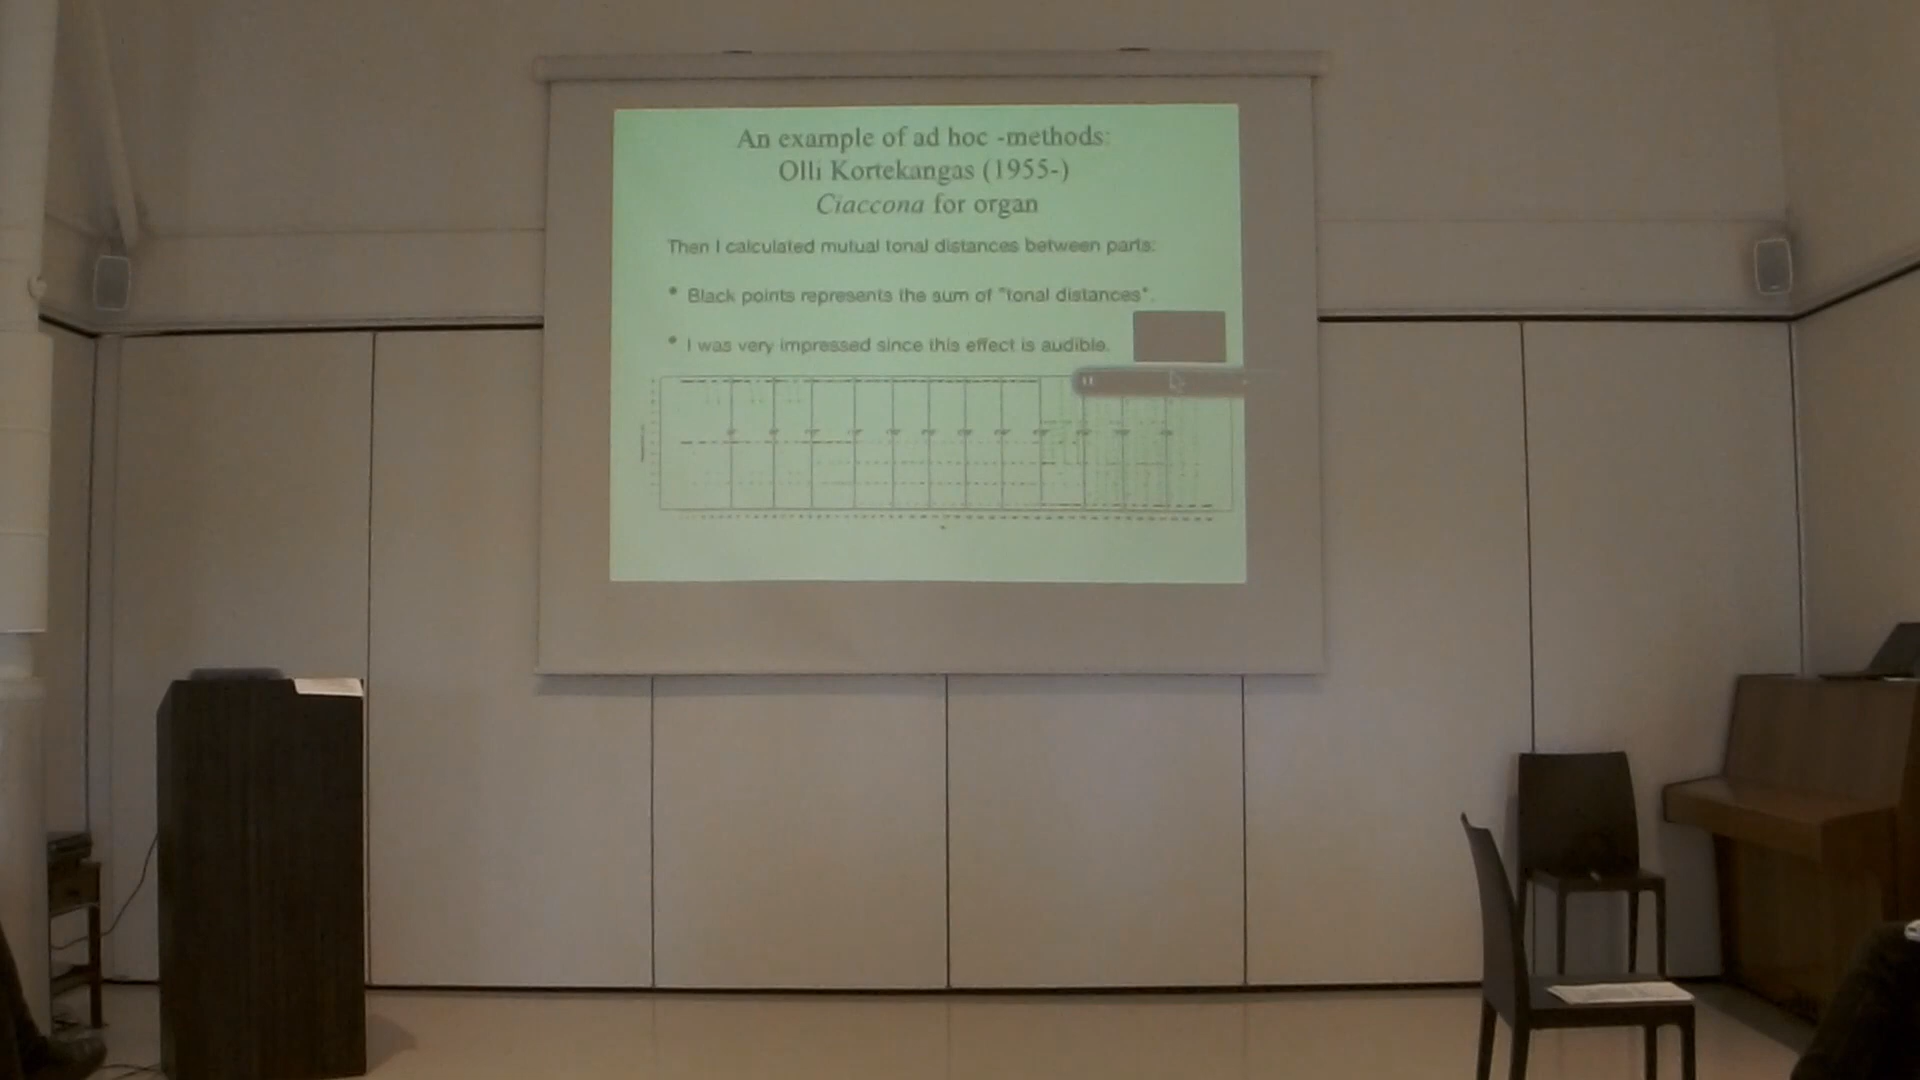 An example of ad hoc -methods:
Olli Kortekangas (1955-)
Ciaccona for organ
Then I calculated mutual tonal distances between parts:
• Black points represents the sum of "tonal distances".
• I was very impressed since this effect is audible.